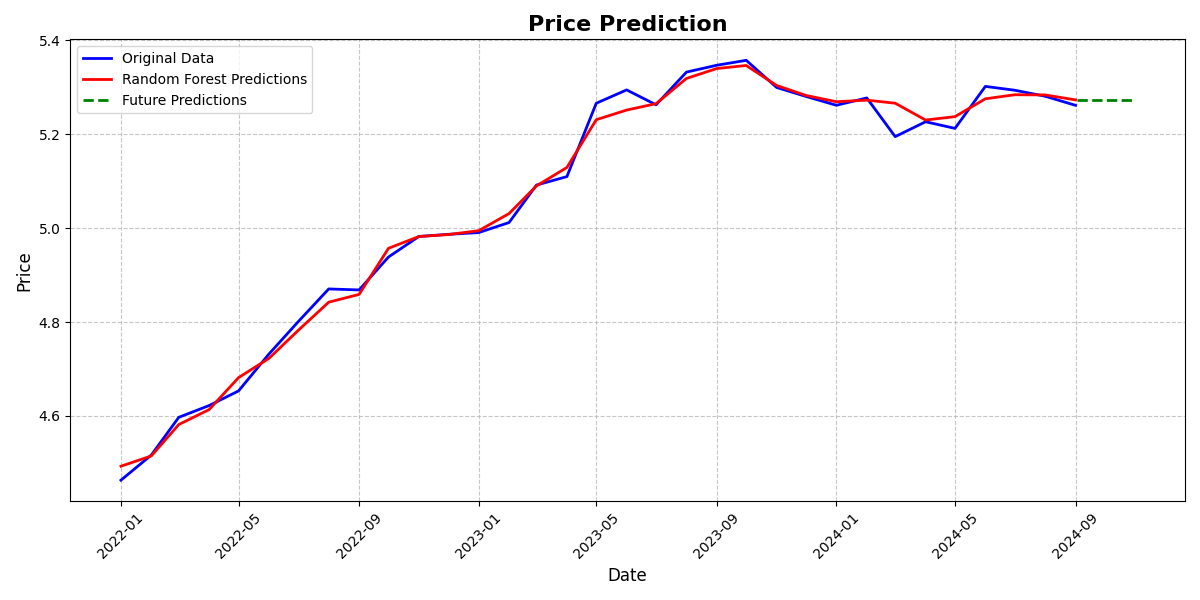 Price Prediction
Original Data
Random Forest Predictions
Future Predictions
Price
5.4
5.2
5.0
4.8
4.6
2022-01
2022-05
2022-09
2023-01
2023-05
2023-09
2024-01
2024-05
2024-09
Date